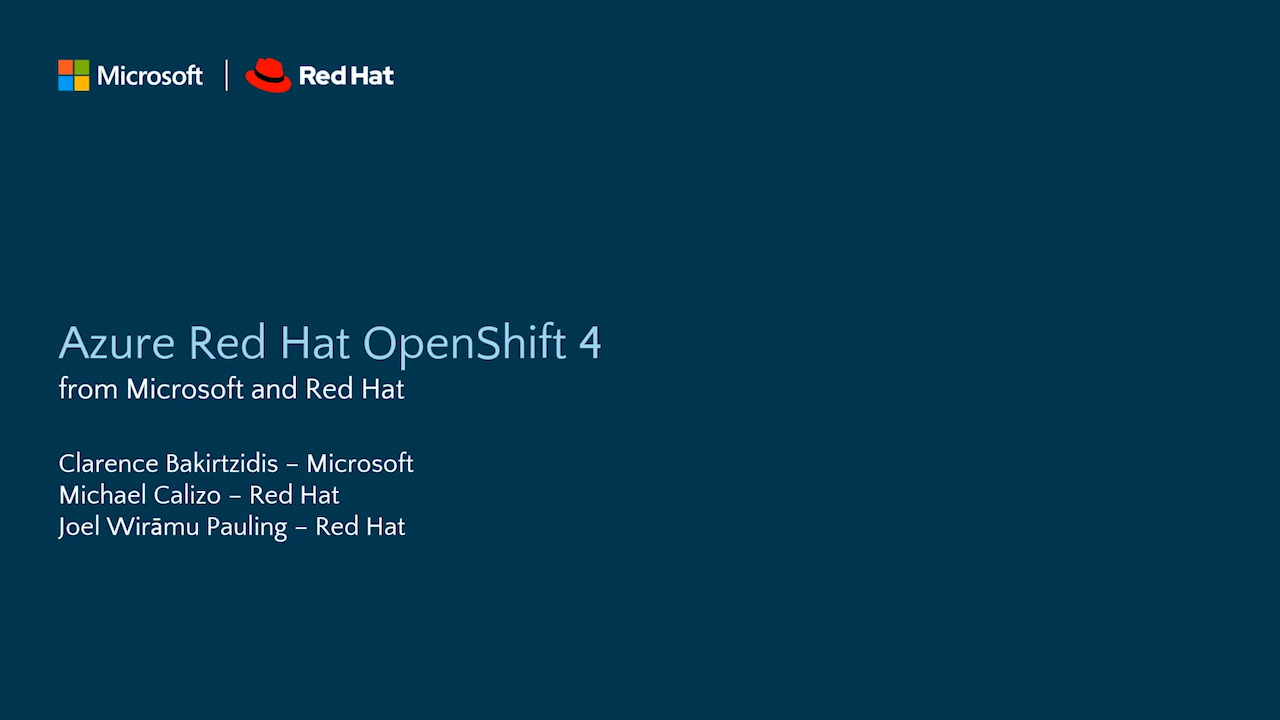 Microsoft | Red Hat
Azure Red Hat OpenShift 4
from Microsoft and Red Hat
Clarence Bakirtzidis – Microsoft
Michael Calizo – Red Hat
Joel Wirāmu Pauling – Red Hat